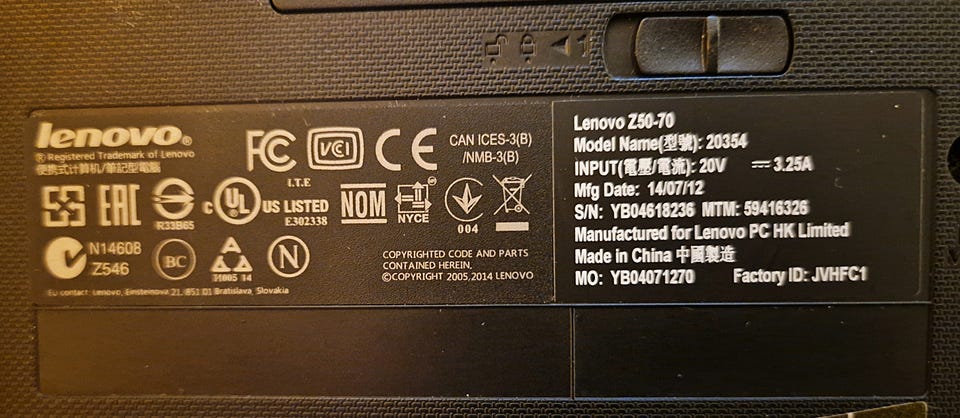 lenovo®
® Registered Trademark of Lenovo
便携式计算机/筆記型電腦
FC
VCI
CE
CAN ICES-3(B)
/NMB-3(B)
I.T.E
EAC
R33B65
c UL US LISTED
E302338
NOM
NYCE
004
N14608
Z546
BC
N
COPYRIGHTED CODE AND PARTS
CONTAINED HEREIN.
©COPYRIGHT 2005,2014 LENOVO
EU contact: Lenovo, Einsteinova 21, 851 01 Bratislava, Slovakia
Lenovo Z50-70
Model Name(型號): 20354
INPUT(電壓/電流): 20V ⎓ 3.25A
Mfg Date: 14/07/12
S/N: YB04618236 MTM: 59416326
Manufactured for Lenovo PC HK Limited
Made in China 中國製造
MO: YB04071270 Factory ID: JVHFC1